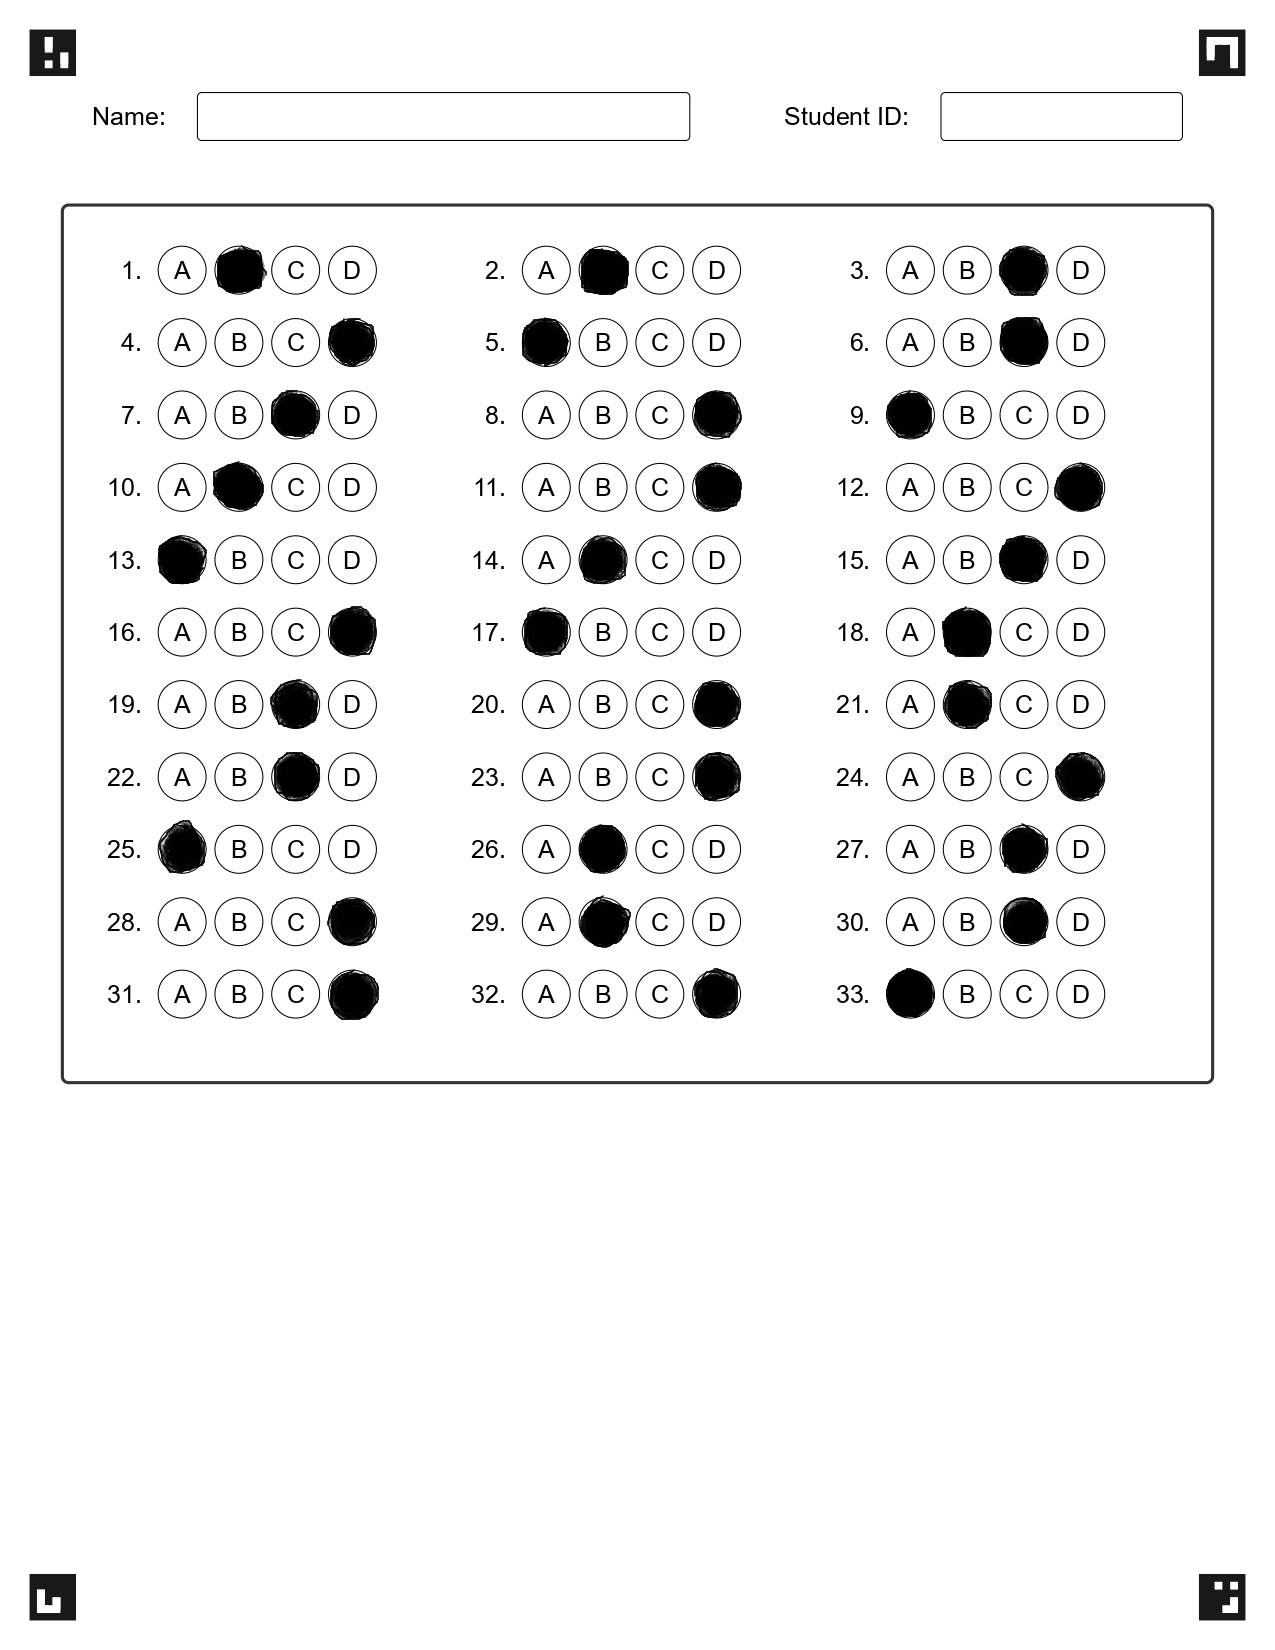 Name: Student ID:
1. A C D 2. A C D 3. A B D
4. A B C 5. B C D 6. A B D
7. A B D 8. A B C 9. B C D
10. A C D 11. A B C 12. A B C
13. B C D 14. A C D 15. A B D
16. A B C 17. B C D 18. A C D
19. A B D 20. A B C 21. A C D
22. A B D 23. A B C 24. A B C
25. B C D 26. A C D 27. A B D
28. A B C 29. A C D 30. A B D
31. A B C 32. A B C 33. B C D